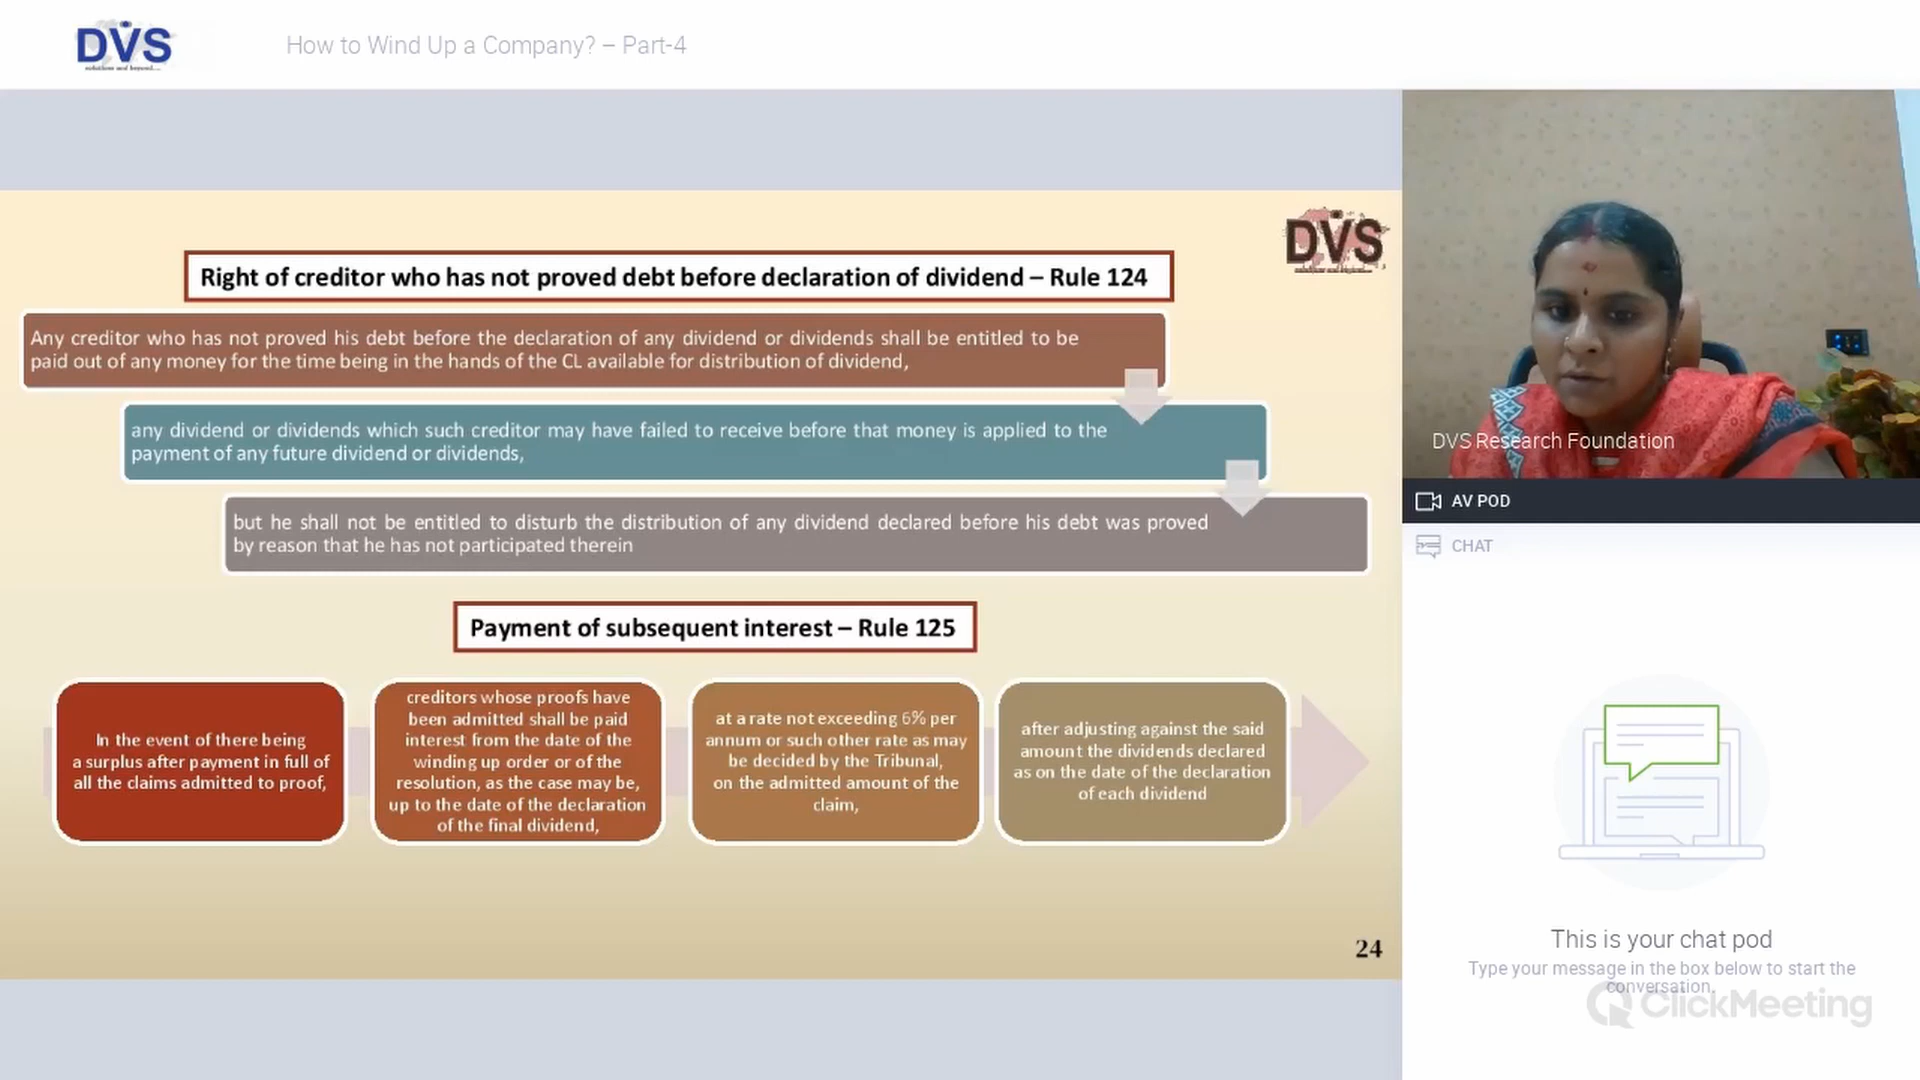 DVS
solutions and beyond....
How to Wind Up a Company? – Part-4
DVS
Right of creditor who has not proved debt before declaration of dividend – Rule 124
Any creditor who has not proved his debt before the declaration of any dividend or dividends shall be entitled to be
paid out of any money for the time being in the hands of the CL available for distribution of dividend,
any dividend or dividends which such creditor may have failed to receive before that money is applied to the
payment of any future dividend or dividends,
but he shall not be entitled to disturb the distribution of any dividend declared before his debt was proved
by reason that he has not participated therein
Payment of subsequent interest – Rule 125
In the event of there being
a surplus after payment in full of
all the claims admitted to proof,
creditors whose proofs have
been admitted shall be paid
interest from the date of the
winding up order or of the
resolution, as the case may be,
up to the date of the declaration
of the final dividend,
at a rate not exceeding 6% per
annum or such other rate as may
be decided by the Tribunal,
on the admitted amount of the
claim,
after adjusting against the said
amount the dividends declared
as on the date of the declaration
of each dividend
24
DVS Research Foundation
AV POD
CHAT
This is your chat pod
Type your message in the box below to start the
conversation.
ClickMeeting